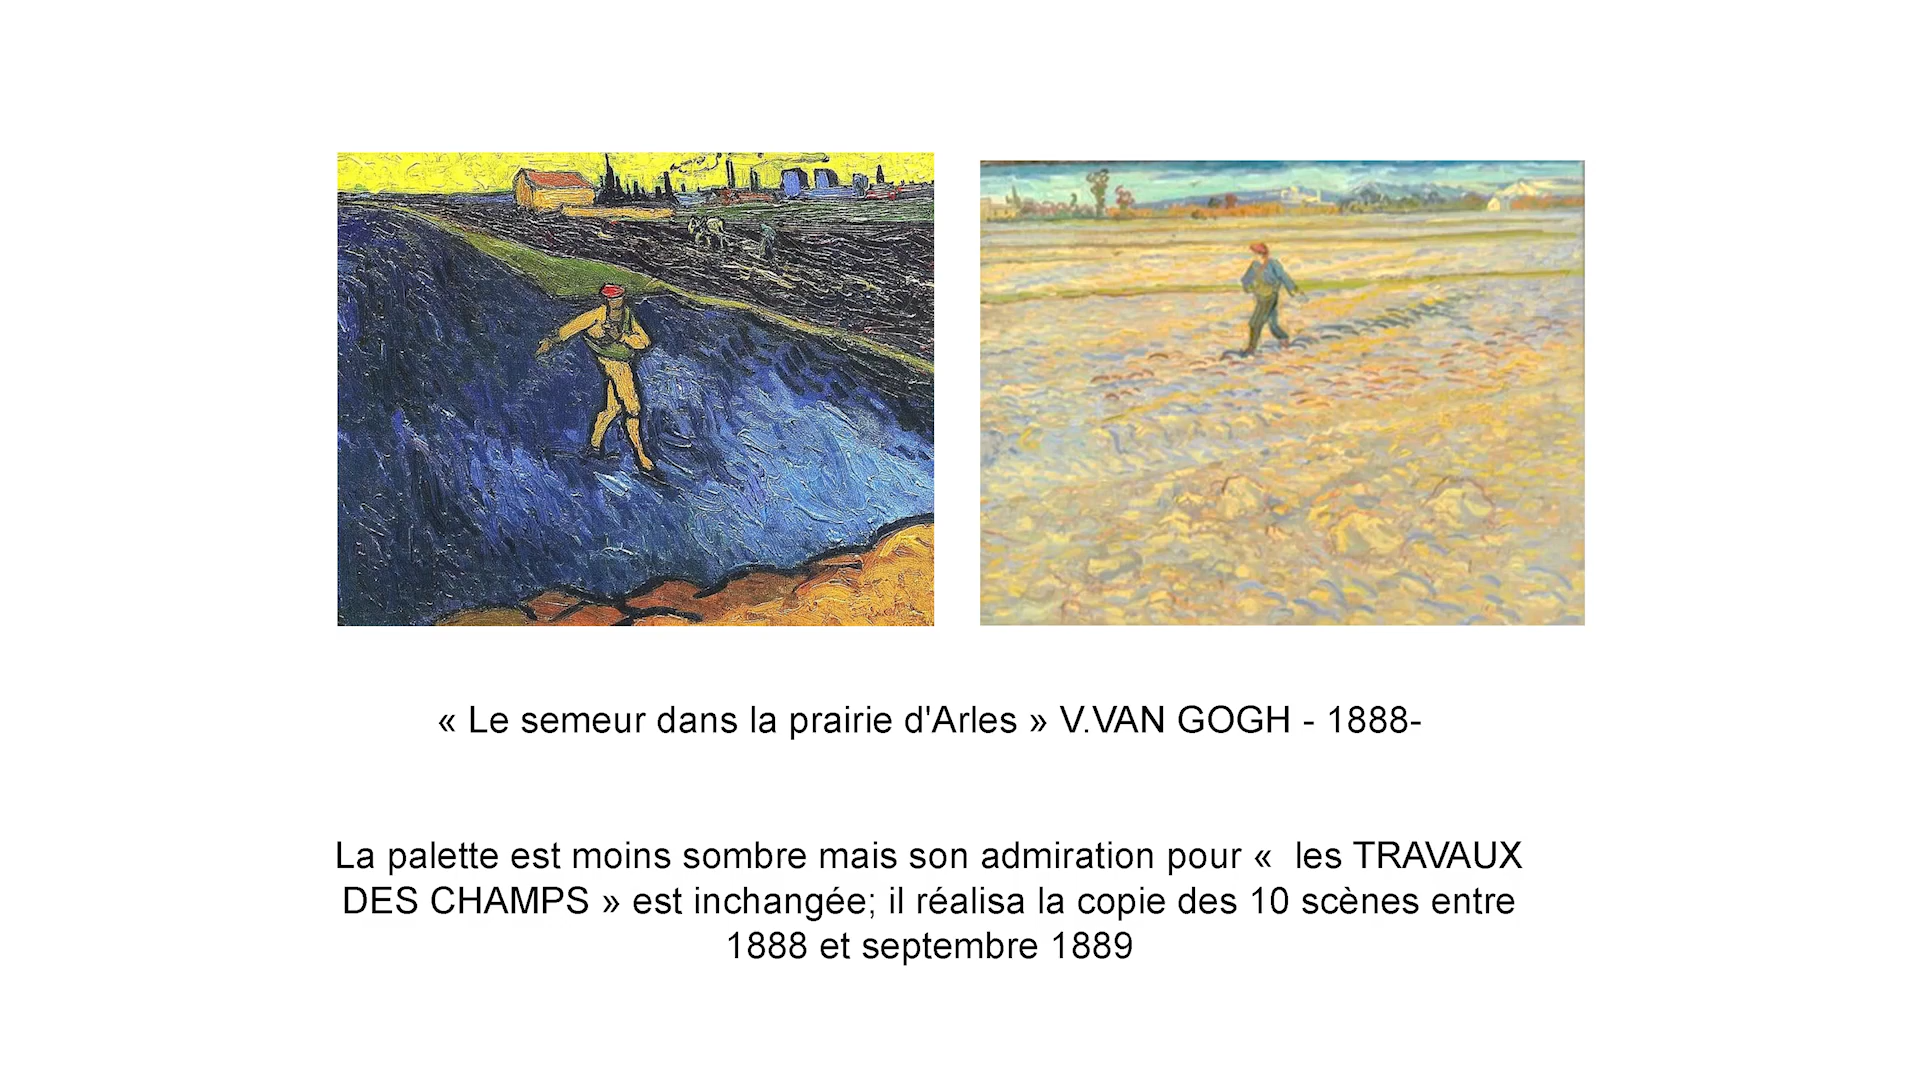 « Le semeur dans la prairie d'Arles » V.VAN GOGH - 1888-
La palette est moins sombre mais son admiration pour «  les TRAVAUX
DES CHAMPS » est inchangée; il réalisa la copie des 10 scènes entre
1888 et septembre 1889